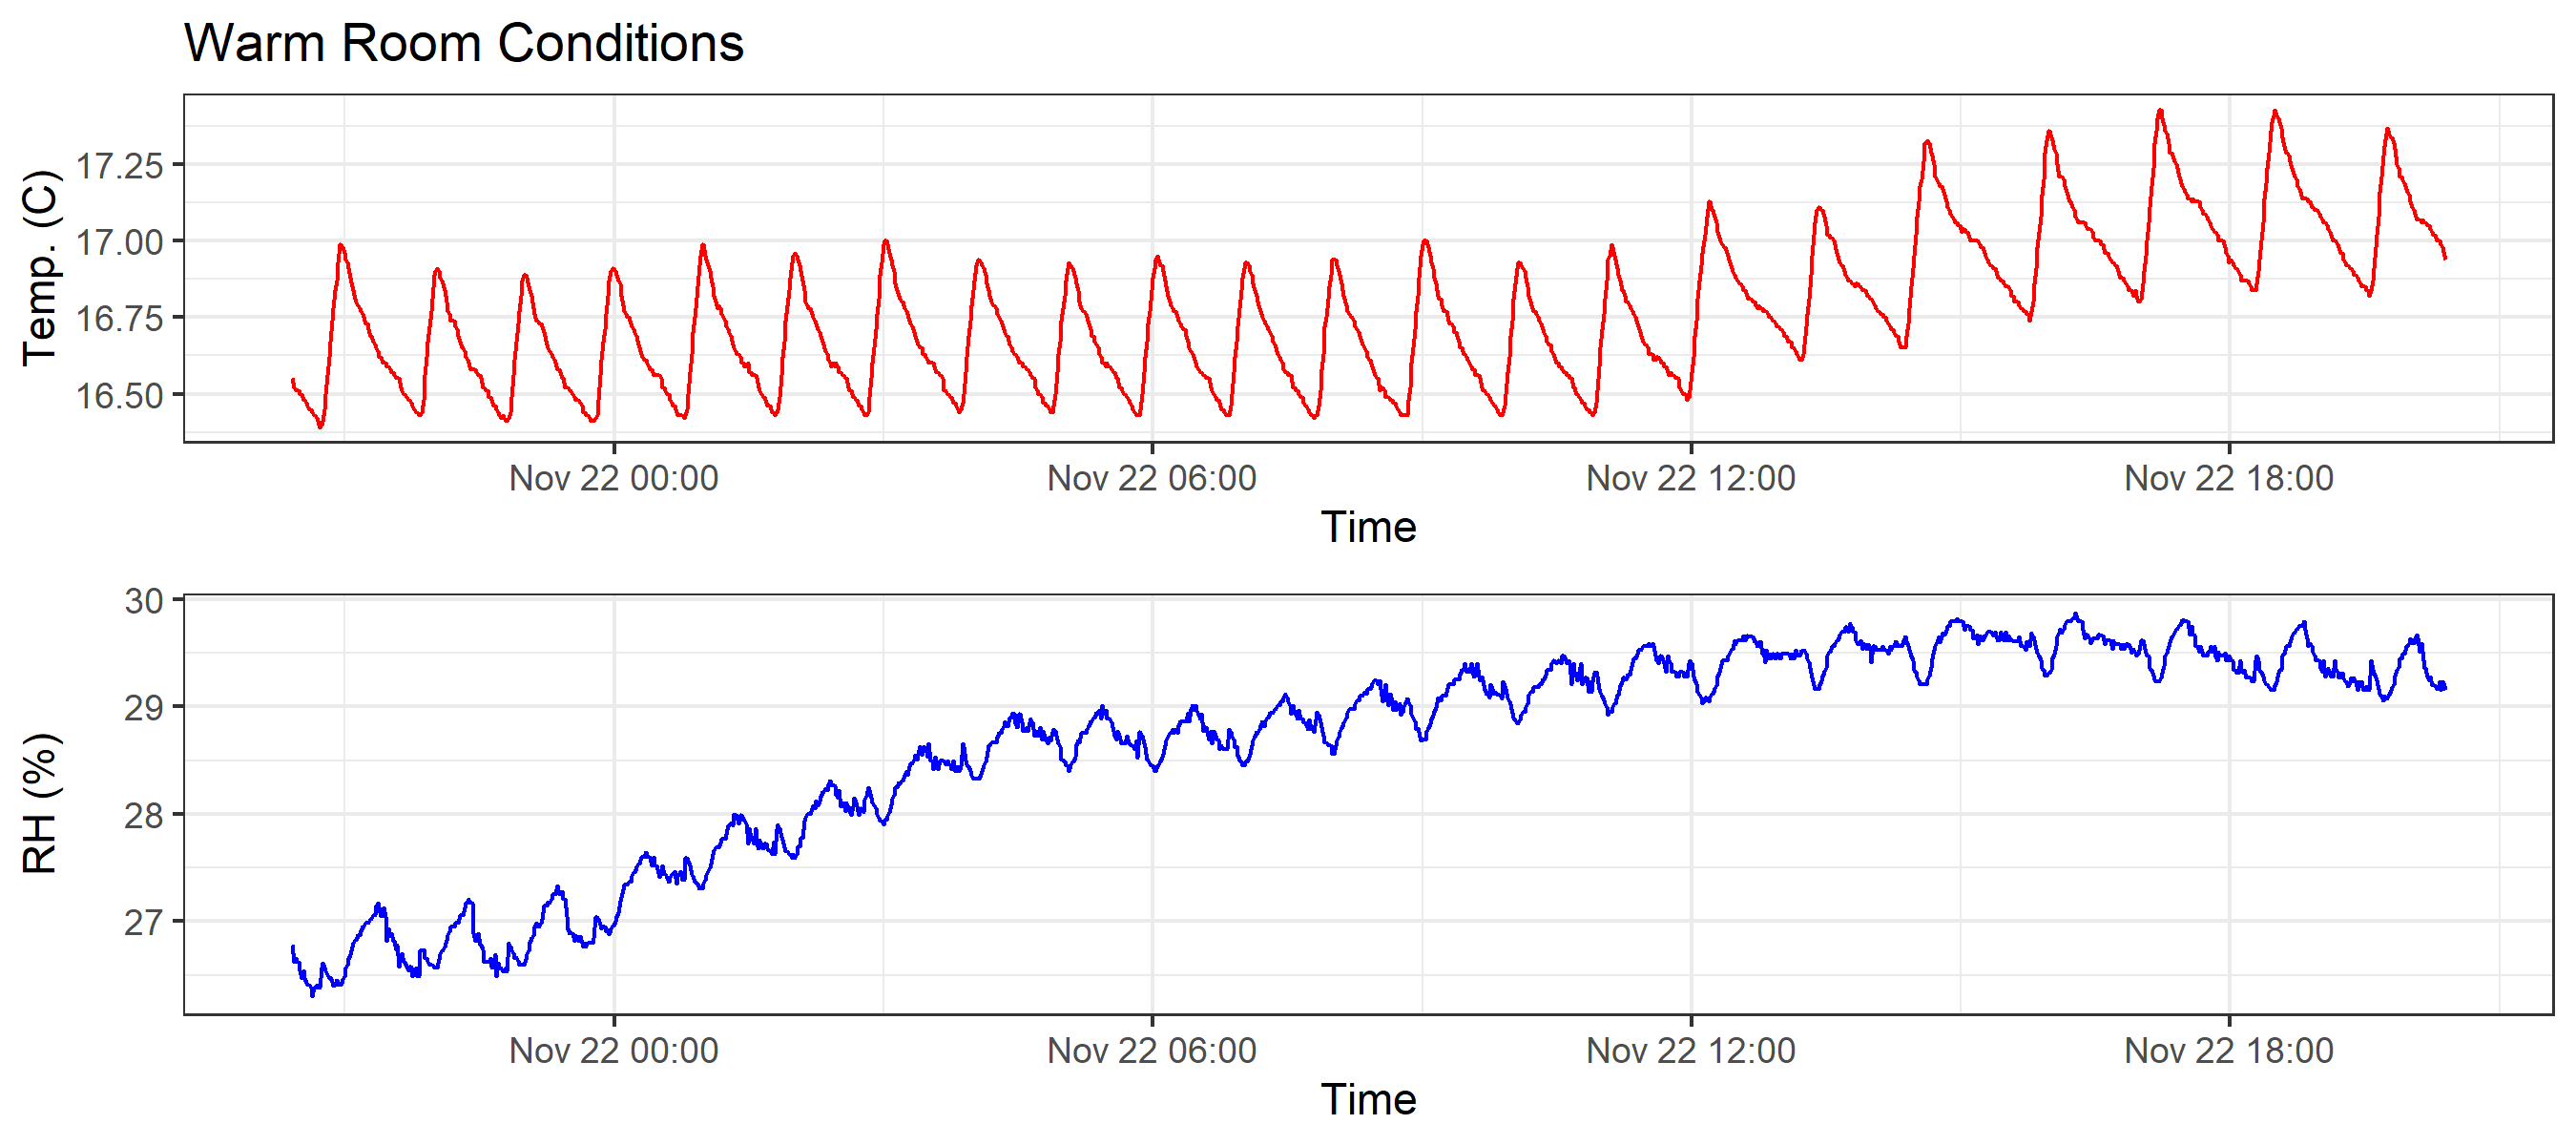 Warm Room Conditions
Temp. (C)
17.25
17.00
16.75
16.50
Nov 22 00:00 Nov 22 06:00 Nov 22 12:00 Nov 22 18:00
Time
RH (%)
30
29
28
27
Nov 22 00:00 Nov 22 06:00 Nov 22 12:00 Nov 22 18:00
Time